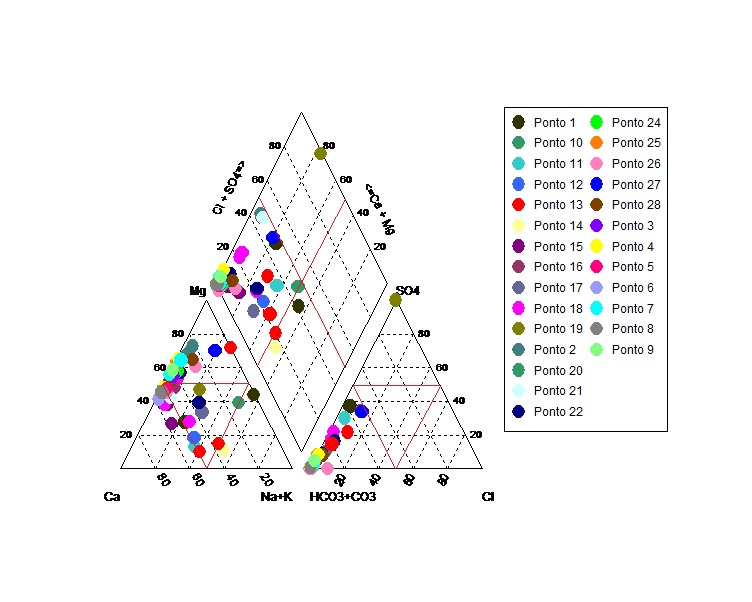 80 80
60 60
Cl + SO4=> <=Ca + Mg
40 40
20 20
Mg SO4
80 80
60 60
40 40
20 20
80 60 40 20 20 40 60 80
Ca Na+K HCO3+CO3 Cl
Ponto 1
Ponto 10
Ponto 11
Ponto 12
Ponto 13
Ponto 14
Ponto 15
Ponto 16
Ponto 17
Ponto 18
Ponto 19
Ponto 2
Ponto 20
Ponto 21
Ponto 22
Ponto 24
Ponto 25
Ponto 26
Ponto 27
Ponto 28
Ponto 3
Ponto 4
Ponto 5
Ponto 6
Ponto 7
Ponto 8
Ponto 9